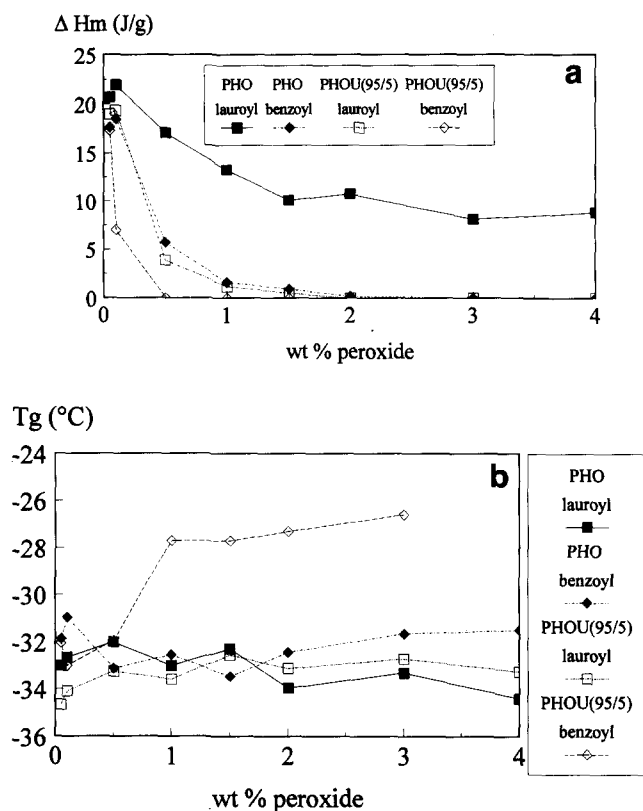 Δ Hm (J/g)
25
20
15
10
5
0
a
PHO PHO PHOU(95/5) PHOU(95/5)
lauroyl benzoyl lauroyl benzoyl
0 1 2 3 4
wt % peroxide
Tg (°C)
-24
-26
-28
-30
-32
-34
-36
b
0 1 2 3 4
wt % peroxide
PHO
lauroyl
PHO
benzoyl
PHOU(95/5)
lauroyl
PHOU(95/5)
benzoyl